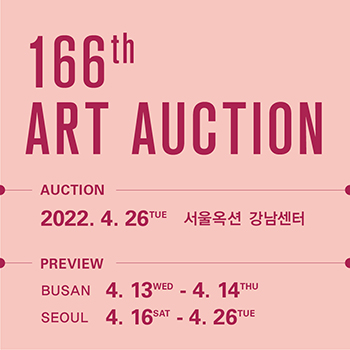 166th
ART AUCTION
AUCTION
2022. 4. 26TUE 서울옥션 강남센터
PREVIEW
BUSAN 4. 13WED - 4. 14THU
SEOUL 4. 16SAT - 4. 26TUE